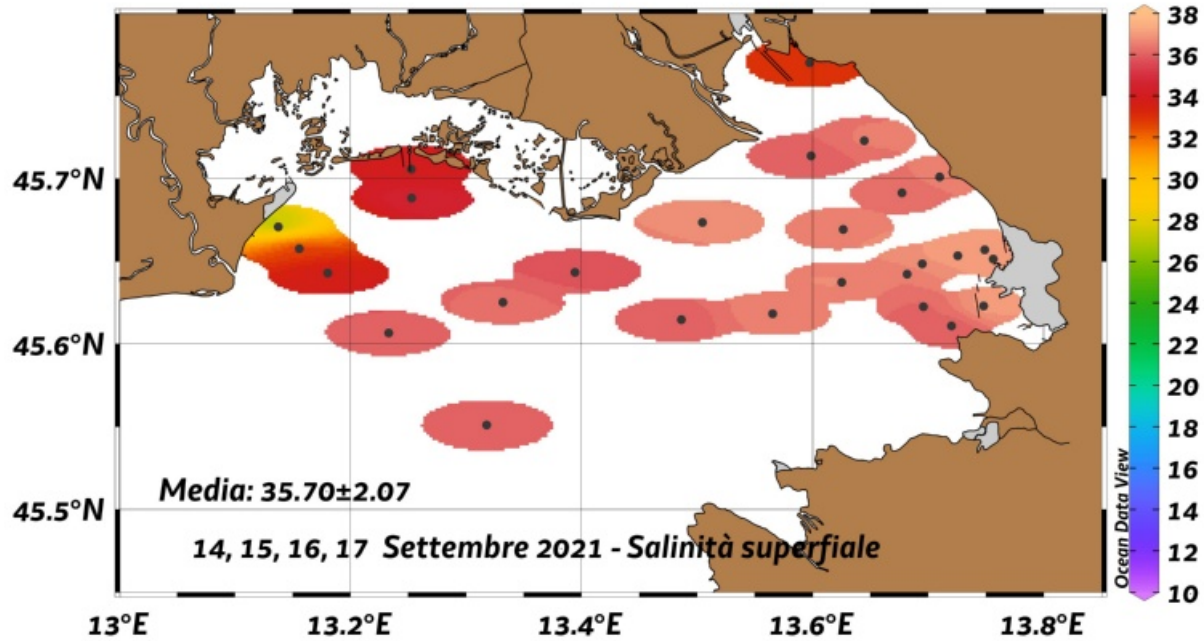 38
36
34
32
30
28
26
24
22
20
18
16
14
12
10
45.7°N
45.6°N
45.5°N
Media: 35.70±2.07
14, 15, 16, 17 Settembre 2021 - Salinità superfiale
Ocean Data View
13°E
13.2°E
13.4°E
13.6°E
13.8°E